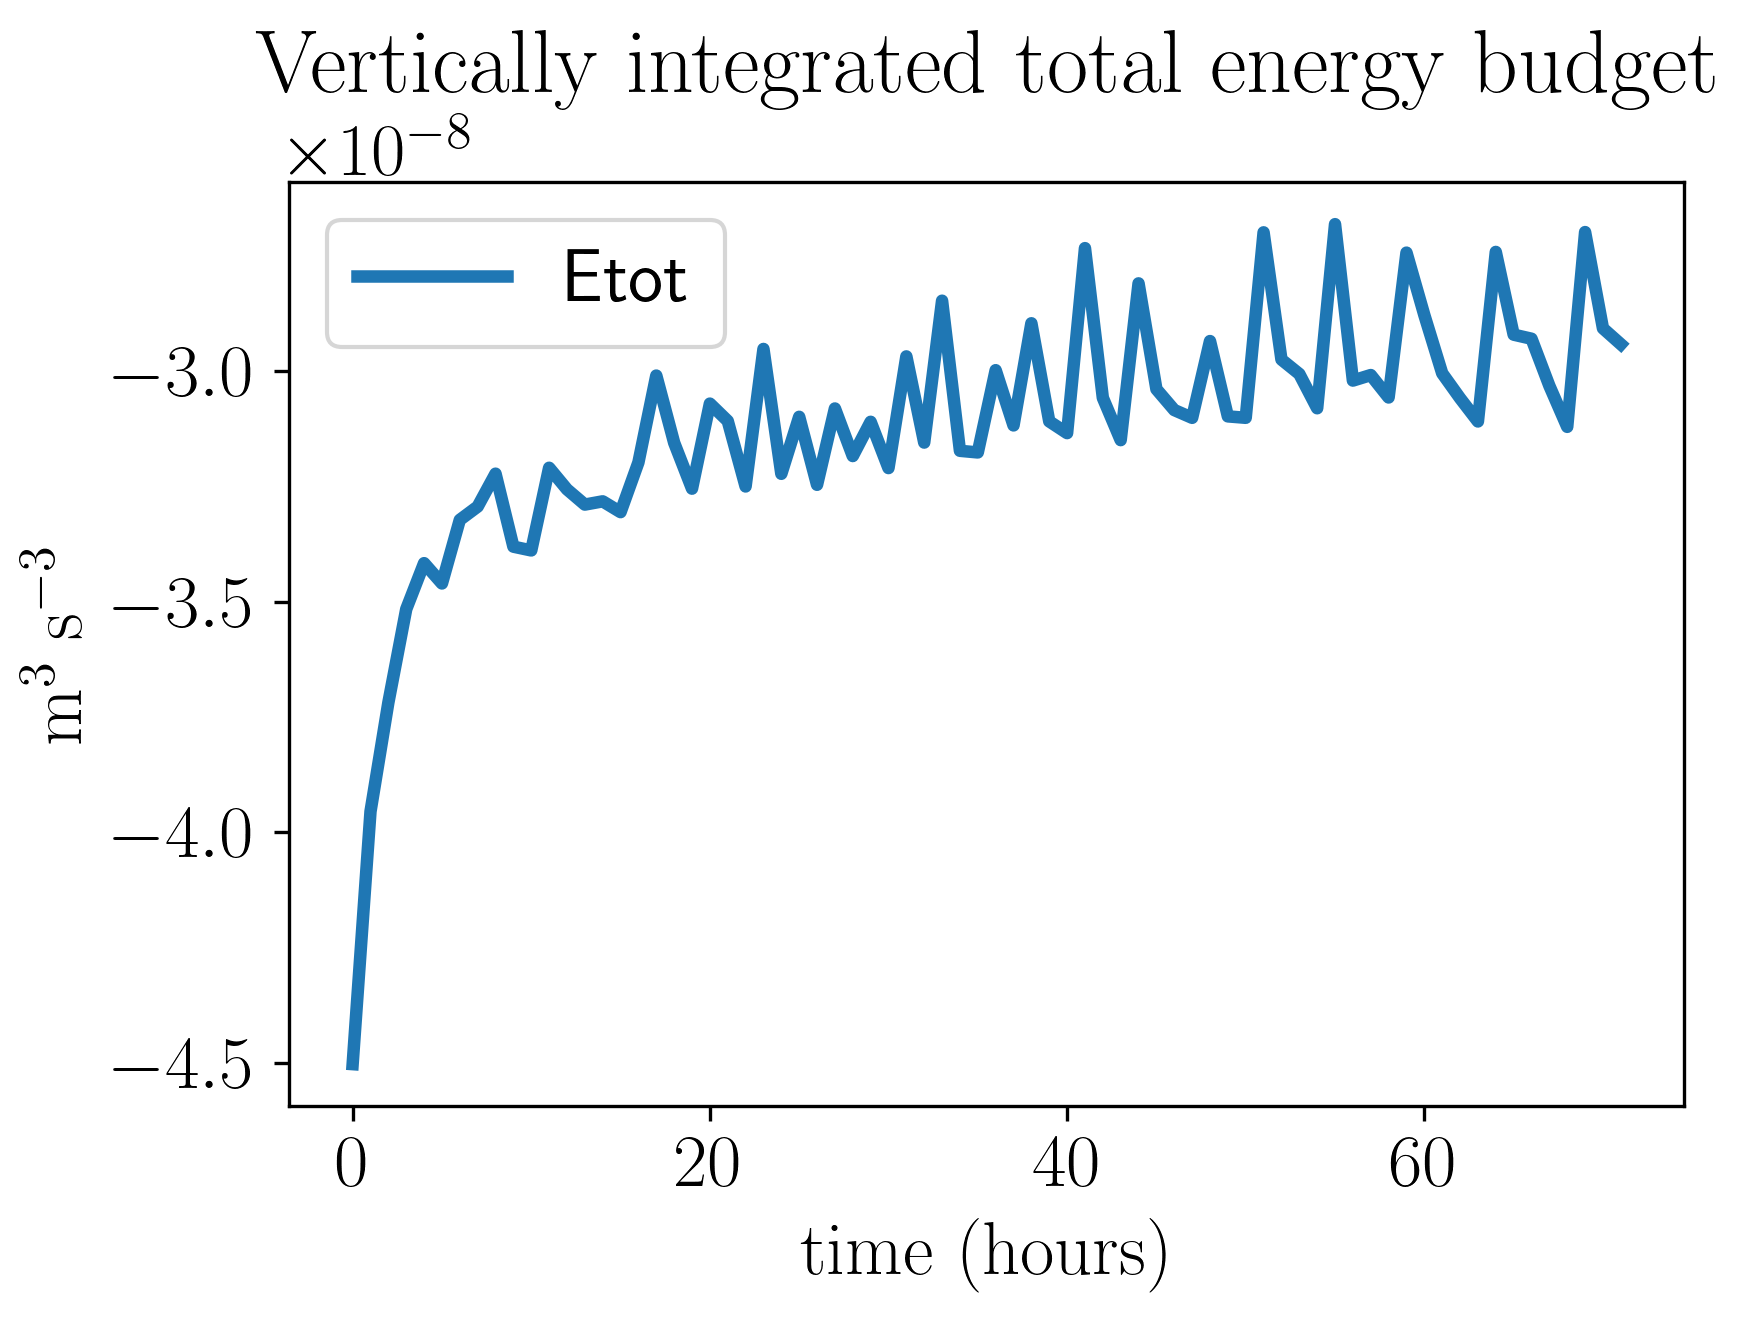 Vertically integrated total energy budget
×10⁻⁸
Etot
−3.0
−3.5
−4.0
−4.5
m³ s⁻³
0 20 40 60
time (hours)